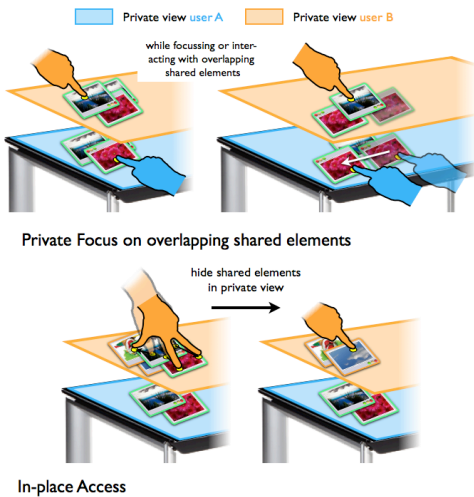 Private view user A
Private view user B
while focussing or inter-
acting with overlapping
shared elements
Private Focus on overlapping shared elements
hide shared elements
in private view
In-place Access